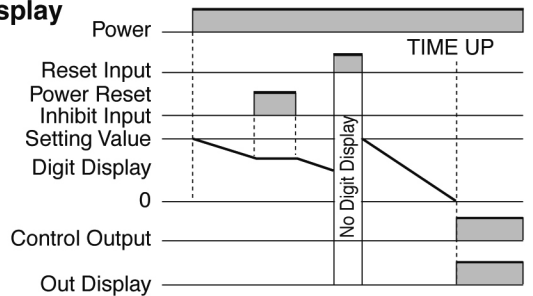 splay
Power
TIME UP
Reset Input
Power Reset
Inhibit Input
Setting Value
Digit Display
No Digit Display
0
Control Output
Out Display